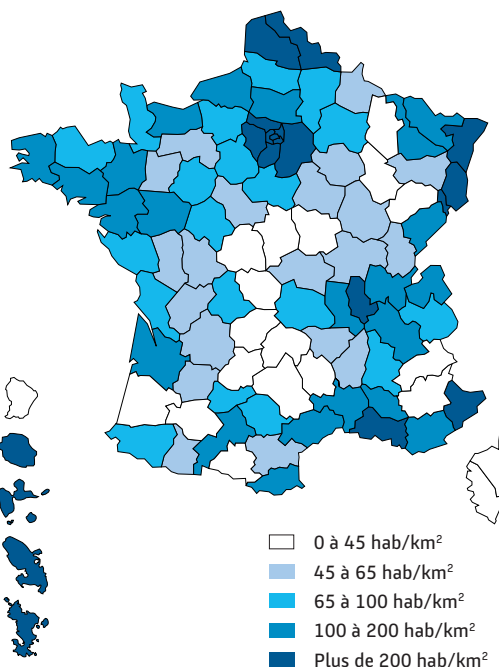 0 à 45 hab/km²
45 à 65 hab/km²
65 à 100 hab/km²
100 à 200 hab/km²
Plus de 200 hab/km²